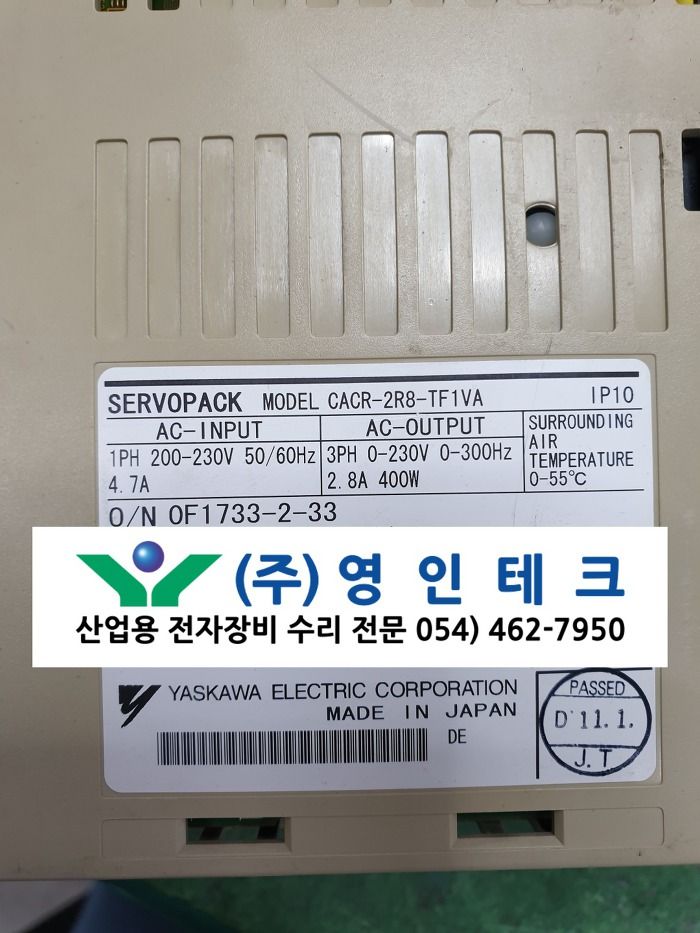 SERVOPACK MODEL CACR-2R8-TF1VA IP10
AC-INPUT AC-OUTPUT SURROUNDING AIR TEMPERATURE 0-55℃
1PH 200-230V 50/60Hz 4.7A
3PH 0-230V 0-300Hz 2.8A 400W
O/N OF1733-2-33
(주)영인테크
산업용 전자장비 수리 전문 054) 462-7950
YASKAWA ELECTRIC CORPORATION
MADE IN JAPAN
DE
PASSED
D 11.1.
J.T